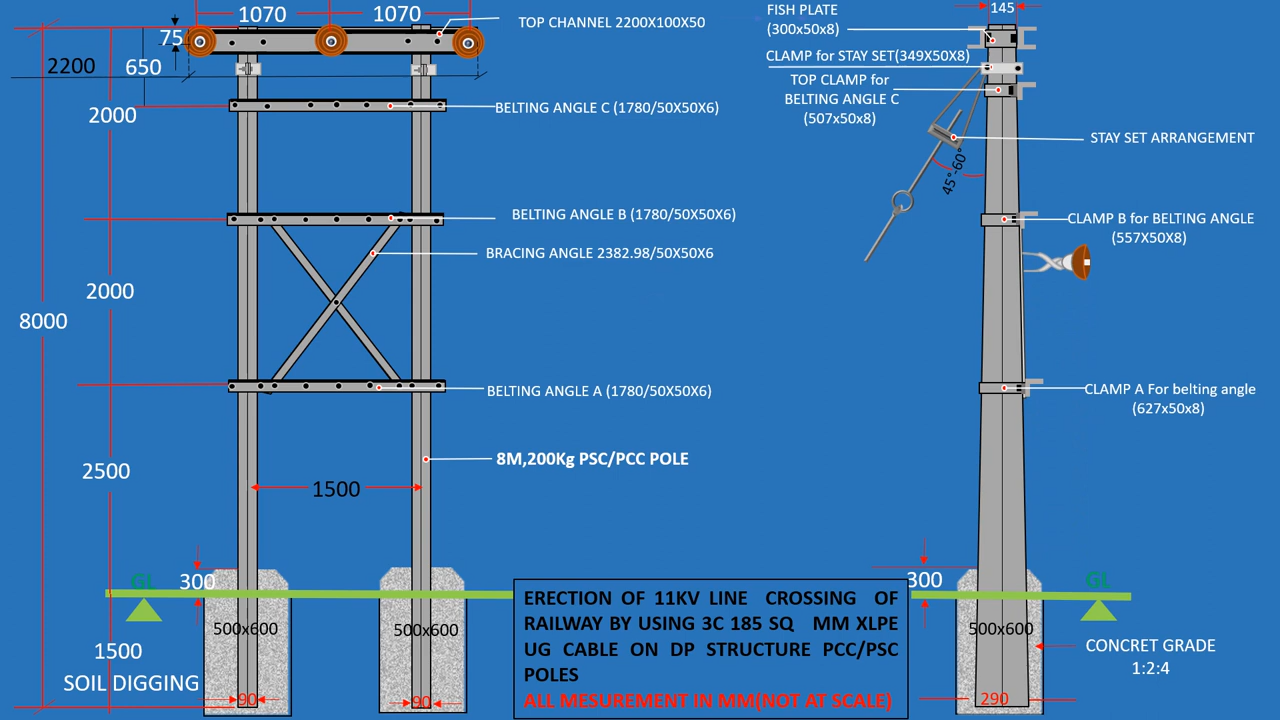 1070
1070
75
2200
650
2000
2000
8000
2500
1500
300
GL
500x600
500x600
1500
SOIL DIGGING
90
90
TOP CHANNEL 2200X100X50
BELTING ANGLE C (1780/50X50X6)
BELTING ANGLE B (1780/50X50X6)
BRACING ANGLE 2382.98/50X50X6
BELTING ANGLE A (1780/50X50X6)
8M,200Kg PSC/PCC POLE
145
FISH PLATE
(300x50x8)
CLAMP for STAY SET(349X50X8)
TOP CLAMP for
BELTING ANGLE C
(507x50x8)
STAY SET ARRANGEMENT
45°-60°
CLAMP B for BELTING ANGLE
(557X50X8)
CLAMP A For belting angle
(627x50x8)
300
GL
500x600
CONCRET GRADE
1:2:4
290
ERECTION OF 11KV LINE CROSSING OF
RAILWAY BY USING 3C 185 SQ MM XLPE
UG CABLE ON DP STRUCTURE PCC/PSC
POLES
ALL MESUREMENT IN MM(NOT AT SCALE)